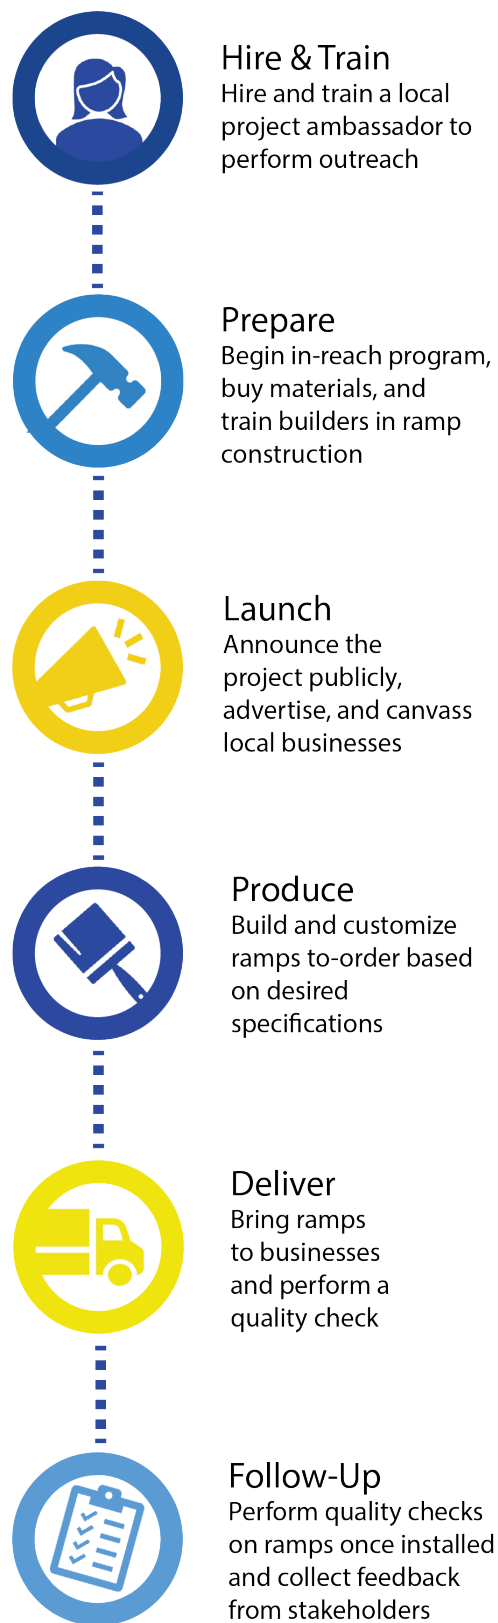 Hire & Train
Hire and train a local
project ambassador to
perform outreach
Prepare
Begin in-reach program,
buy materials, and
train builders in ramp
construction
Launch
Announce the
project publicly,
advertise, and canvass
local businesses
Produce
Build and customize
ramps to-order based
on desired
specifications
Deliver
Bring ramps
to businesses
and perform a
quality check
Follow-Up
Perform quality checks
on ramps once installed
and collect feedback
from stakeholders